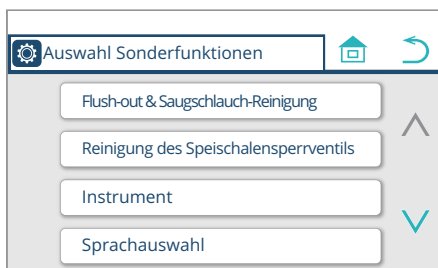 Auswahl Sonderfunktionen
Flush-out & Saugschlauch-Reinigung
Reinigung des Speischalensperrventils
Instrument
Sprachauswahl